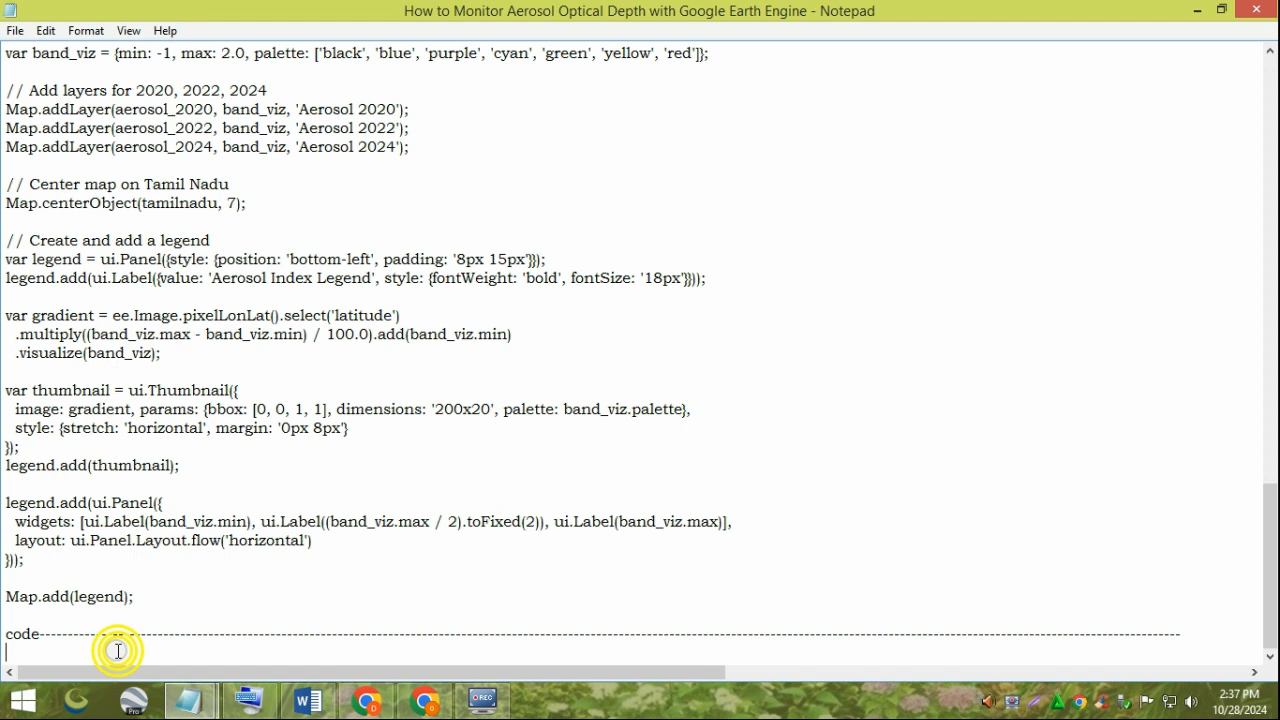 How to Monitor Aerosol Optical Depth with Google Earth Engine - Notepad
File Edit Format View Help
var band_viz = {min: -1, max: 2.0, palette: ['black', 'blue', 'purple', 'cyan', 'green', 'yellow', 'red']};
// Add layers for 2020, 2022, 2024
Map.addLayer(aerosol_2020, band_viz, 'Aerosol 2020');
Map.addLayer(aerosol_2022, band_viz, 'Aerosol 2022');
Map.addLayer(aerosol_2024, band_viz, 'Aerosol 2024');
// Center map on Tamil Nadu
Map.centerObject(tamilnadu, 7);
// Create and add a legend
var legend = ui.Panel({style: {position: 'bottom-left', padding: '8px 15px'}});
legend.add(ui.Label({value: 'Aerosol Index Legend', style: {fontWeight: 'bold', fontSize: '18px'}}));
var gradient = ee.Image.pixelLonLat().select('latitude')
.multiply((band_viz.max - band_viz.min) / 100.0).add(band_viz.min)
.visualize(band_viz);
var thumbnail = ui.Thumbnail({
image: gradient, params: {bbox: [0, 0, 1, 1], dimensions: '200x20', palette: band_viz.palette},
style: {stretch: 'horizontal', margin: '0px 8px'}
});
legend.add(thumbnail);
legend.add(ui.Panel({
widgets: [ui.Label(band_viz.min), ui.Label((band_viz.max / 2).toFixed(2)), ui.Label(band_viz.max)],
layout: ui.Panel.Layout.flow('horizontal')
}));
Map.add(legend);
code---------------------------------------------------------------------------------------------------------------------------------------------------------------
Pro
W
D
REC
2:37 PM
10/28/2024